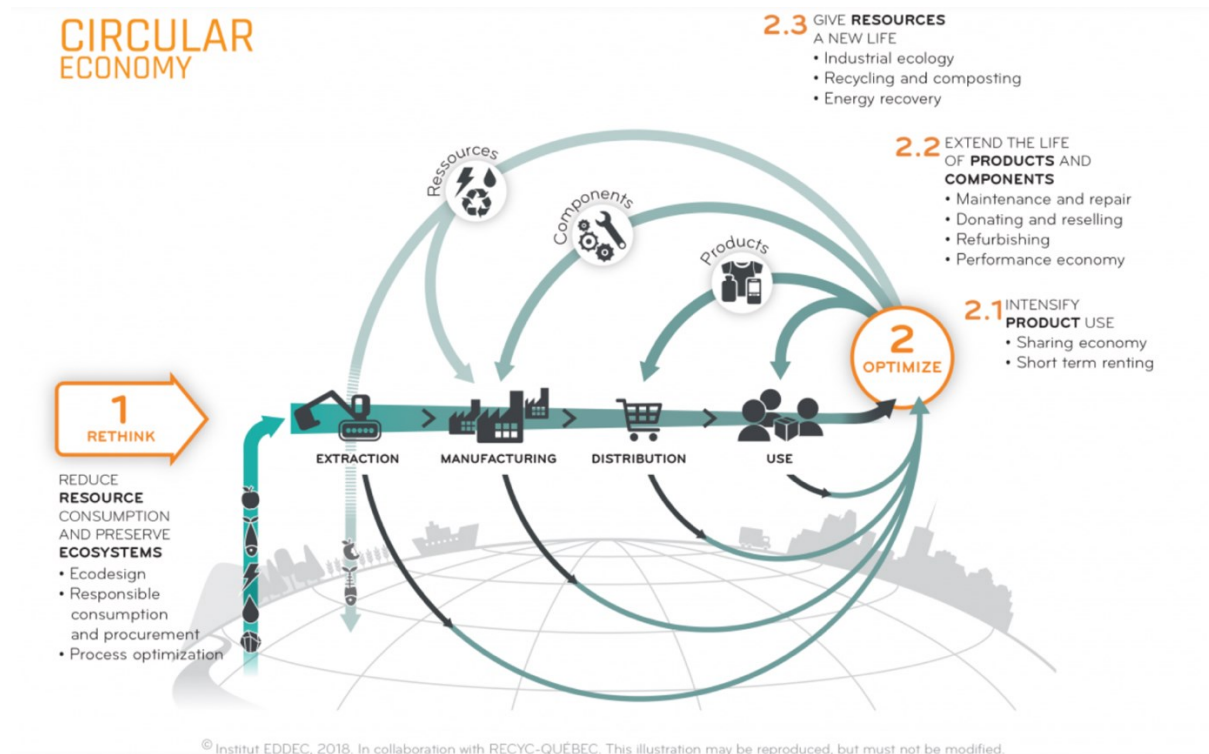 CIRCULAR
ECONOMY
2.3 GIVE RESOURCES
A NEW LIFE
• Industrial ecology
• Recycling and composting
• Energy recovery
2.2 EXTEND THE LIFE
OF PRODUCTS AND
COMPONENTS
• Maintenance and repair
• Donating and reselling
• Refurbishing
• Performance economy
2.1 INTENSIFY
PRODUCT USE
• Sharing economy
• Short term renting
Ressources
Components
Products
2
OPTIMIZE
1
RETHINK
EXTRACTION
MANUFACTURING
DISTRIBUTION
USE
REDUCE
RESOURCE
CONSUMPTION
AND PRESERVE
ECOSYSTEMS
• Ecodesign
• Responsible
consumption
and procurement
• Process optimization
© Institut EDDEC, 2018. In collaboration with RECYC-QUÉBEC. This illustration may be reproduced, but must not be modified.